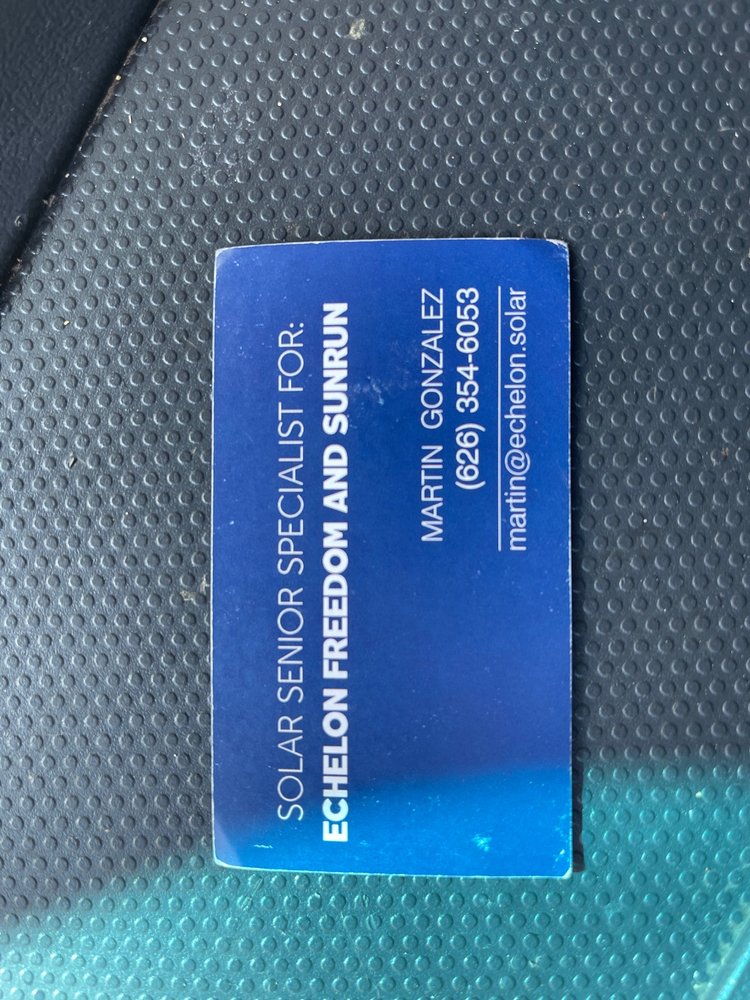 SOLAR SENIOR SPECIALIST FOR:
ECHELON FREEDOM AND SUNRUN
MARTIN GONZALEZ
(626) 354-6053
martin@echelon.solar